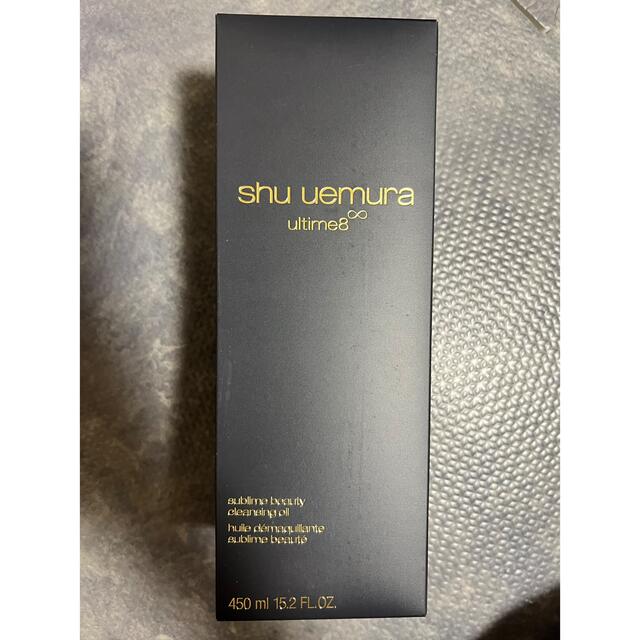 shu uemura
ultime8∞
sublime beauty
cleansing oil
huile démaquillante
sublime beauté
450 ml 15.2 FL.OZ.